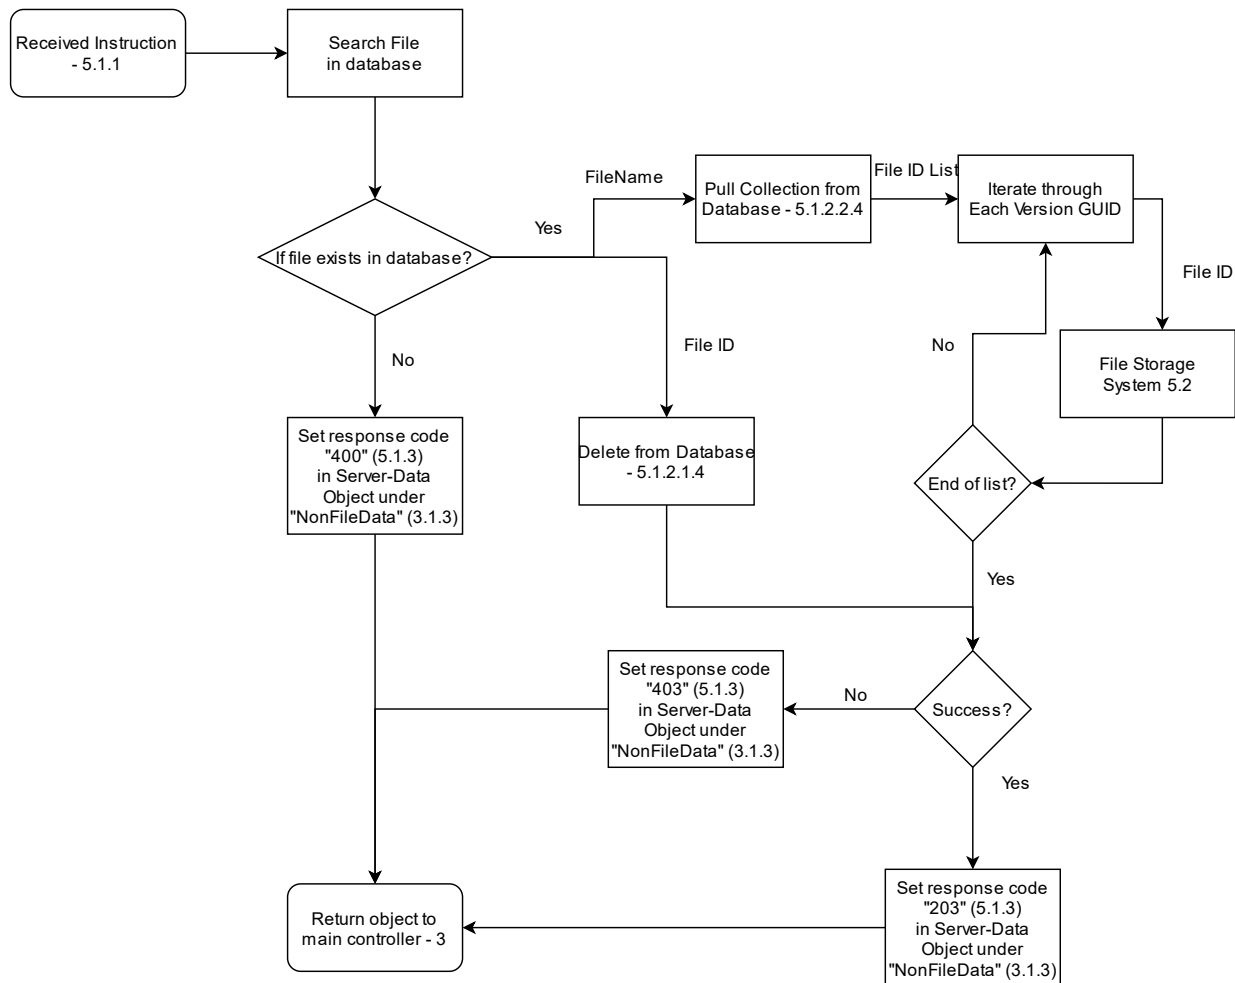 Received Instruction
- 5.1.1
Search File
in database
FileName
Pull Collection from
Database - 5.1.2.2.4
File ID List
Iterate through
Each Version GUID
Yes
If file exists in database?
File ID
No
File ID
No
File Storage
System 5.2
Set response code
"400" (5.1.3)
in Server-Data
Object under
"NonFileData" (3.1.3)
Delete from Database
- 5.1.2.1.4
End of list?
Yes
Set response code
"403" (5.1.3)
in Server-Data
Object under
"NonFileData" (3.1.3)
No
Success?
Yes
Return object to
main controller - 3
Set response code
"203" (5.1.3)
in Server-Data
Object under
"NonFileData" (3.1.3)